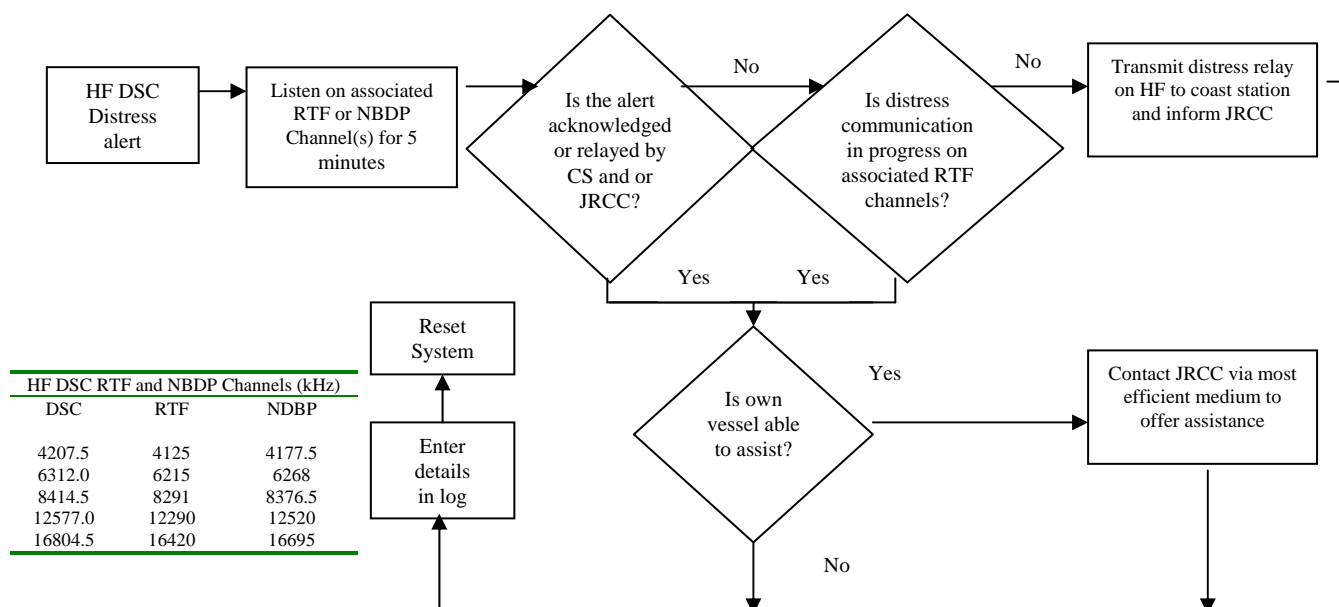 HF DSC
Distress
alert
Listen on associated
RTF or NBDP
Channel(s) for 5
minutes
Is the alert
acknowledged
or relayed by
CS and or
JRCC?
No
Is distress
communication
in progress on
associated RTF
channels?
No
Transmit distress relay
on HF to coast station
and inform JRCC
Yes
Yes
Reset
System
HF DSC RTF and NBDP Channels (kHz)
DSC RTF NDBP
4207.5 4125 4177.5
6312.0 6215 6268
8414.5 8291 8376.5
12577.0 12290 12520
16804.5 16420 16695
Enter
details
in log
Is own
vessel able
to assist?
Yes
Contact JRCC via most
efficient medium to
offer assistance
No